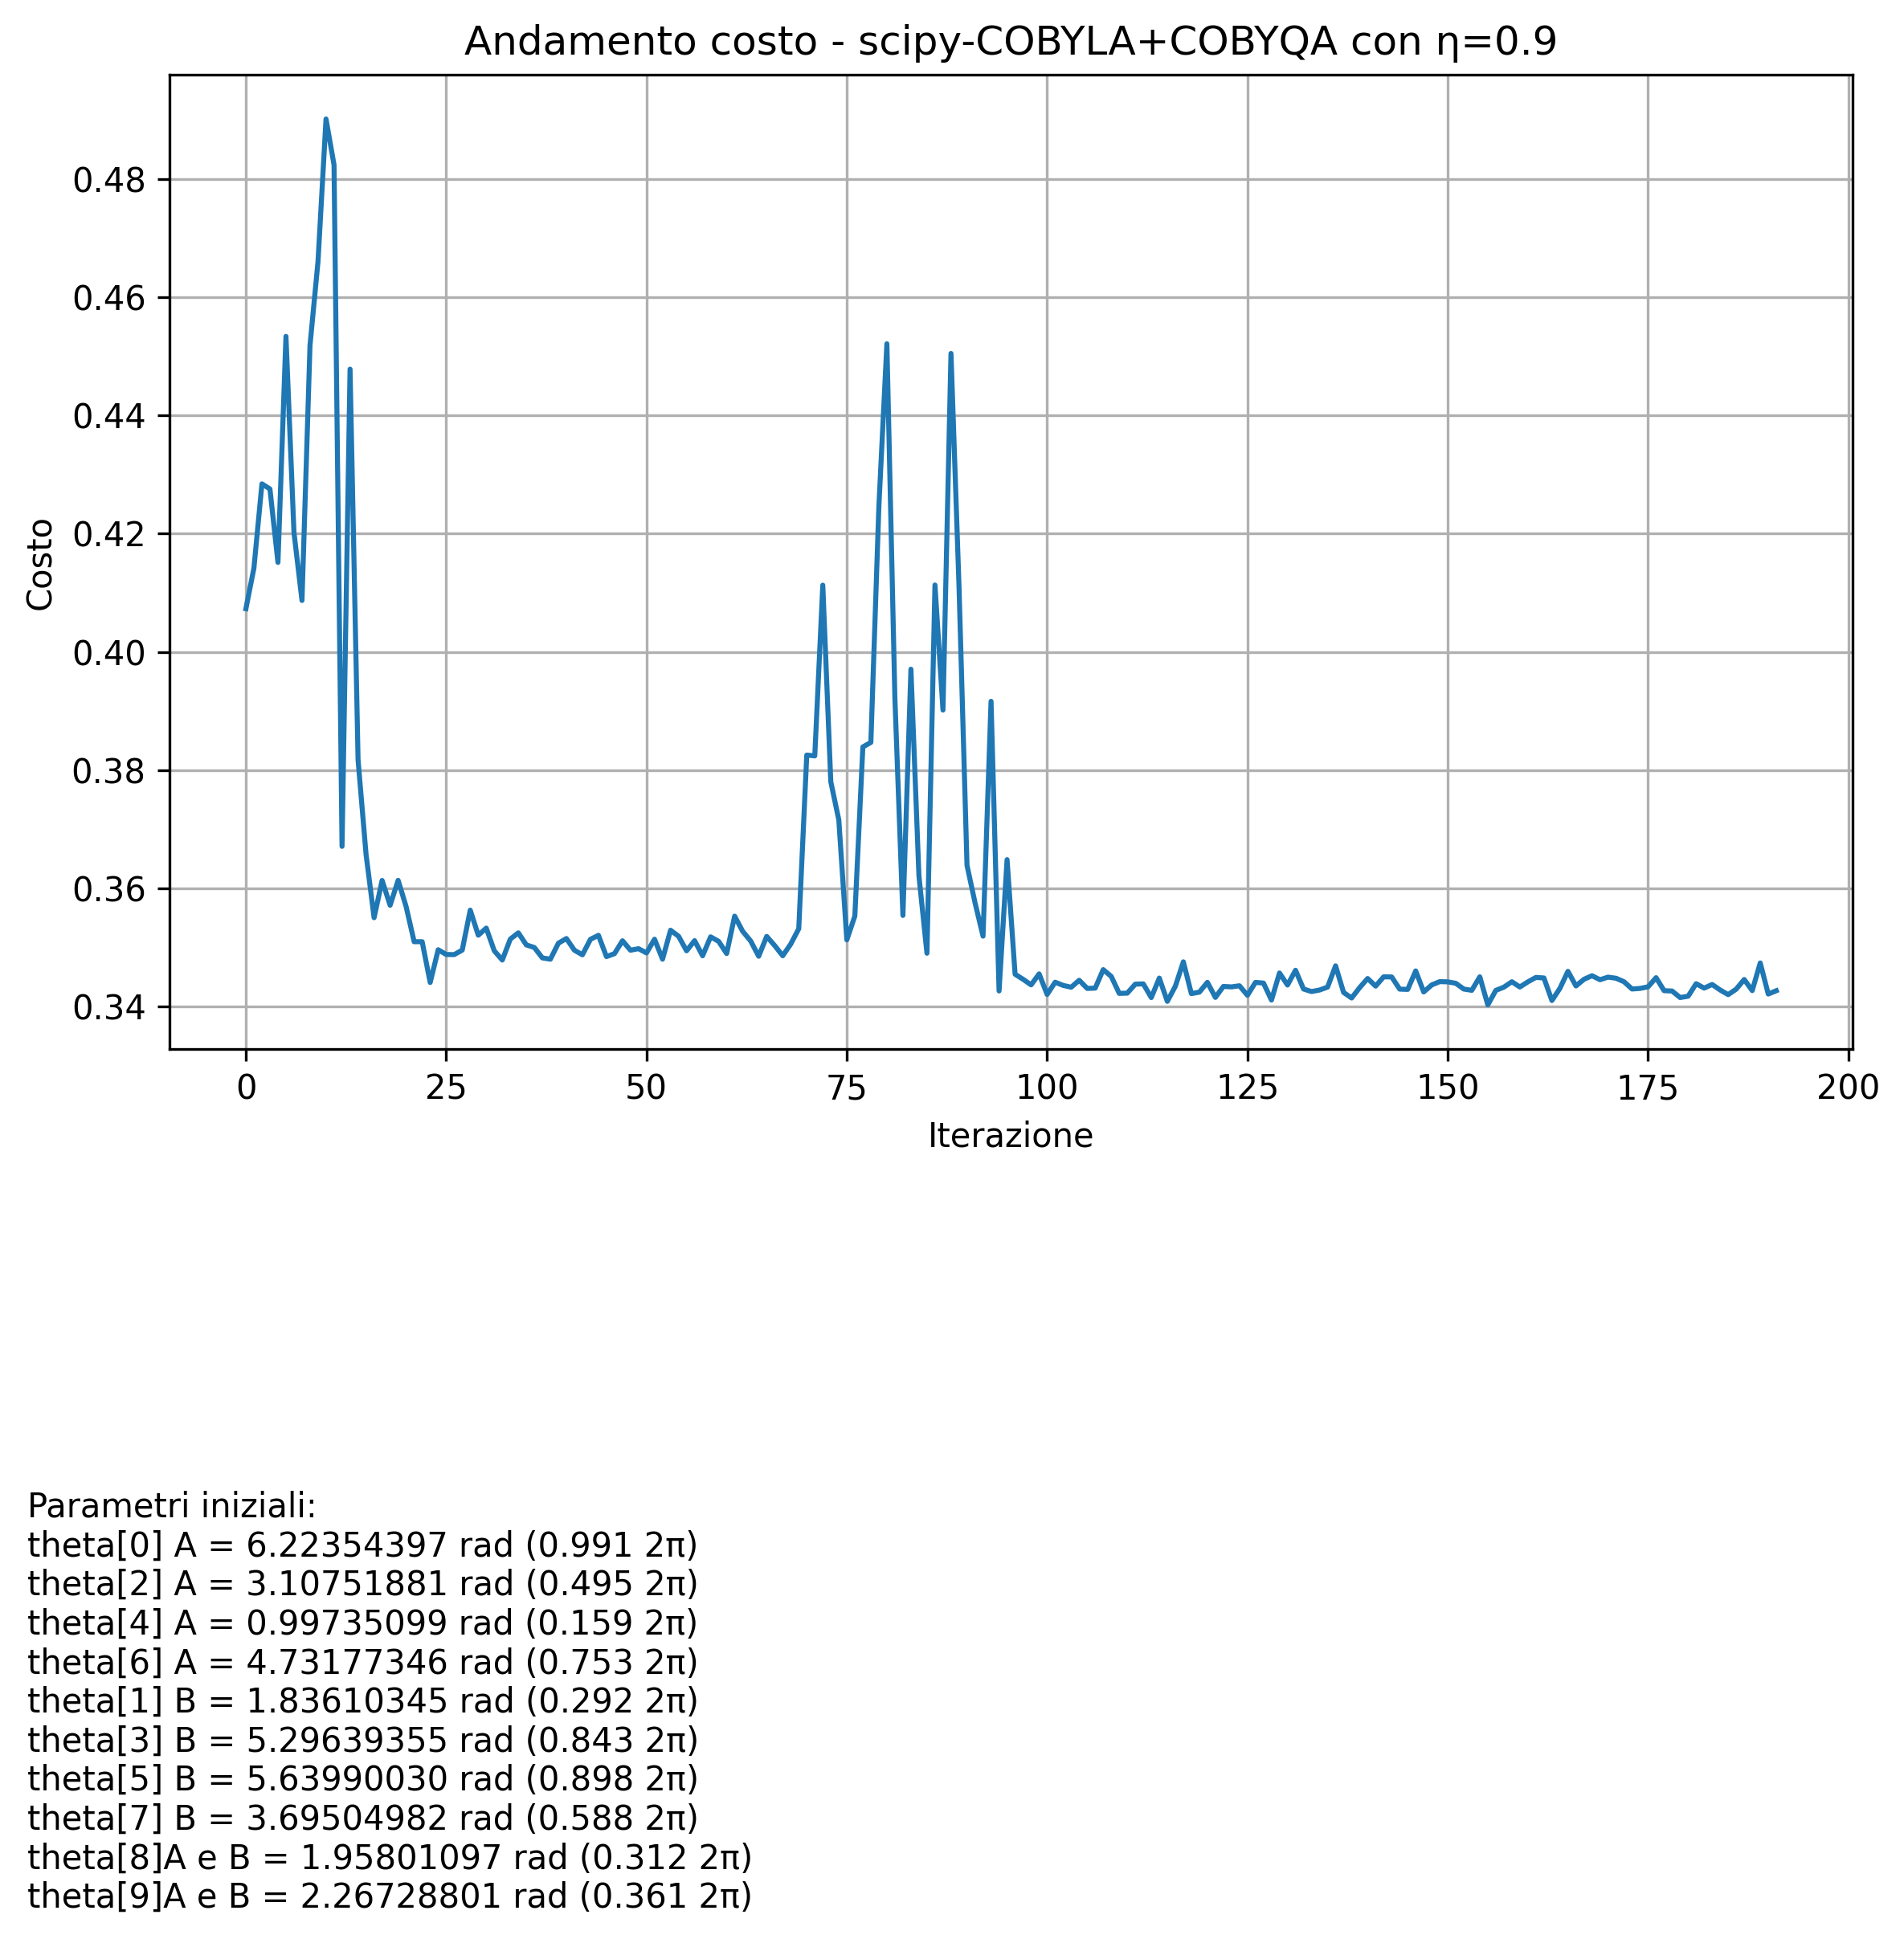 Andamento costo - scipy-COBYLA+COBYQA con η=0.9
0.48
0.46
0.44
0.42
0.40
0.38
0.36
0.34
Costo
0 25 50 75 100 125 150 175 200
Iterazione
Parametri iniziali:
theta[0] A = 6.22354397 rad (0.991 2π)
theta[2] A = 3.10751881 rad (0.495 2π)
theta[4] A = 0.99735099 rad (0.159 2π)
theta[6] A = 4.73177346 rad (0.753 2π)
theta[1] B = 1.83610345 rad (0.292 2π)
theta[3] B = 5.29639355 rad (0.843 2π)
theta[5] B = 5.63990030 rad (0.898 2π)
theta[7] B = 3.69504982 rad (0.588 2π)
theta[8]A e B = 1.95801097 rad (0.312 2π)
theta[9]A e B = 2.26728801 rad (0.361 2π)